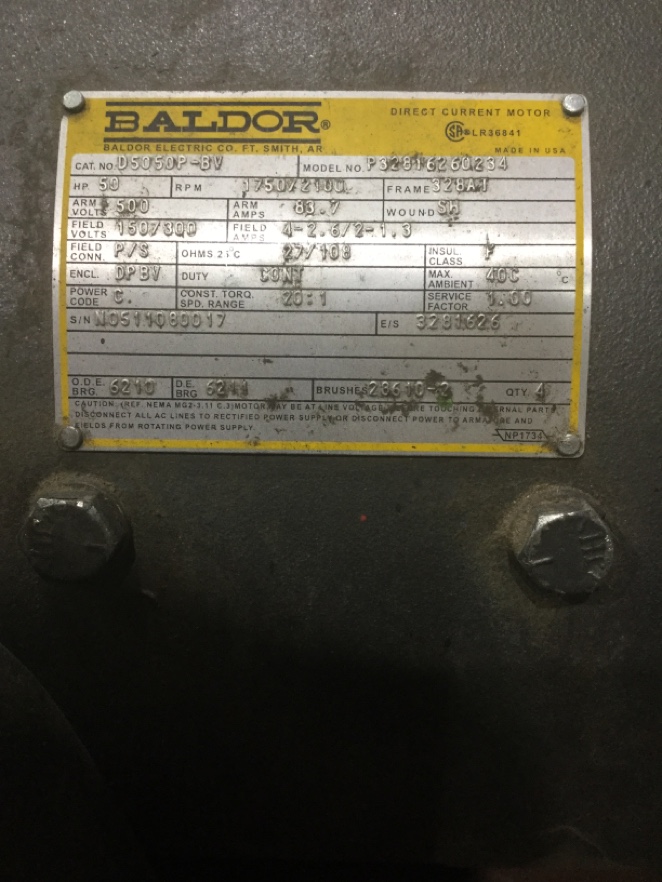 BALDOR®
DIRECT CURRENT MOTOR
LR36841
BALDOR ELECTRIC CO. FT. SMITH, AR
MADE IN USA
CAT. NO. D5050P-BV MODEL NO. P32816260234
HP 50 RPM 1750/2100 FRAME 328AT
ARM VOLTS 500 ARM AMPS 83.7 WOUND SH
FIELD VOLTS 150/300 FIELD AMPS 4-2.6/2-1.3
FIELD CONN. P/S OHMS 21°C 27/108 INSUL. CLASS F
ENCL. DPBV DUTY CONT MAX. AMBIENT 40C °C
POWER CODE C. CONST. TORQ. SPD. RANGE 20:1 SERVICE FACTOR 1.00
S/N N0511080017 E/S 3281626
O.D.E. BRG. 6210 D.E. BRG 6211 BRUSHES 23610-2 QTY. 4
CAUTION: (REF. NEMA MG2-3.11 C.3) MOTOR MAY BE AT LINE VOLTAGE BEFORE TOUCHING INTERNAL PARTS
DISCONNECT ALL AC LINES TO RECTIFIED POWER SUPPLY OR DISCONNECT POWER TO ARMATURE AND
FIELDS FROM ROTATING POWER SUPPLY.
NP1734